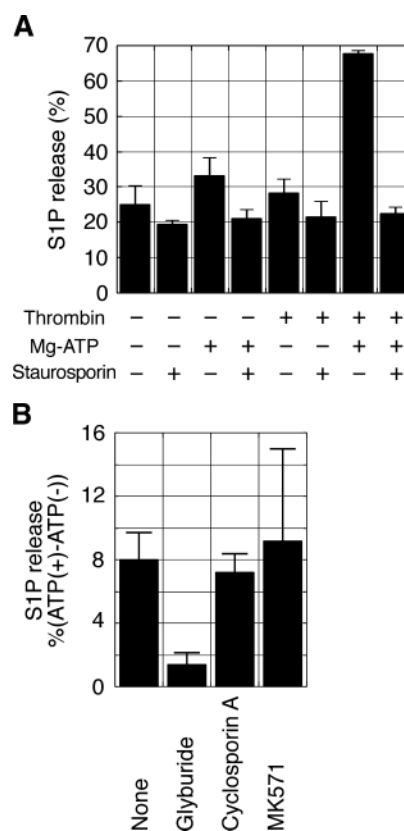 A
S1P release (%)
70
60
50
40
30
20
10
0
Thrombin – – – – + + + +
Mg-ATP – – + + – – + +
Staurosporin – + – + – + – +
B
S1P release
%(ATP(+)-ATP(-))
16
12
8
4
0
None
Glyburide
Cyclosporin A
MK571